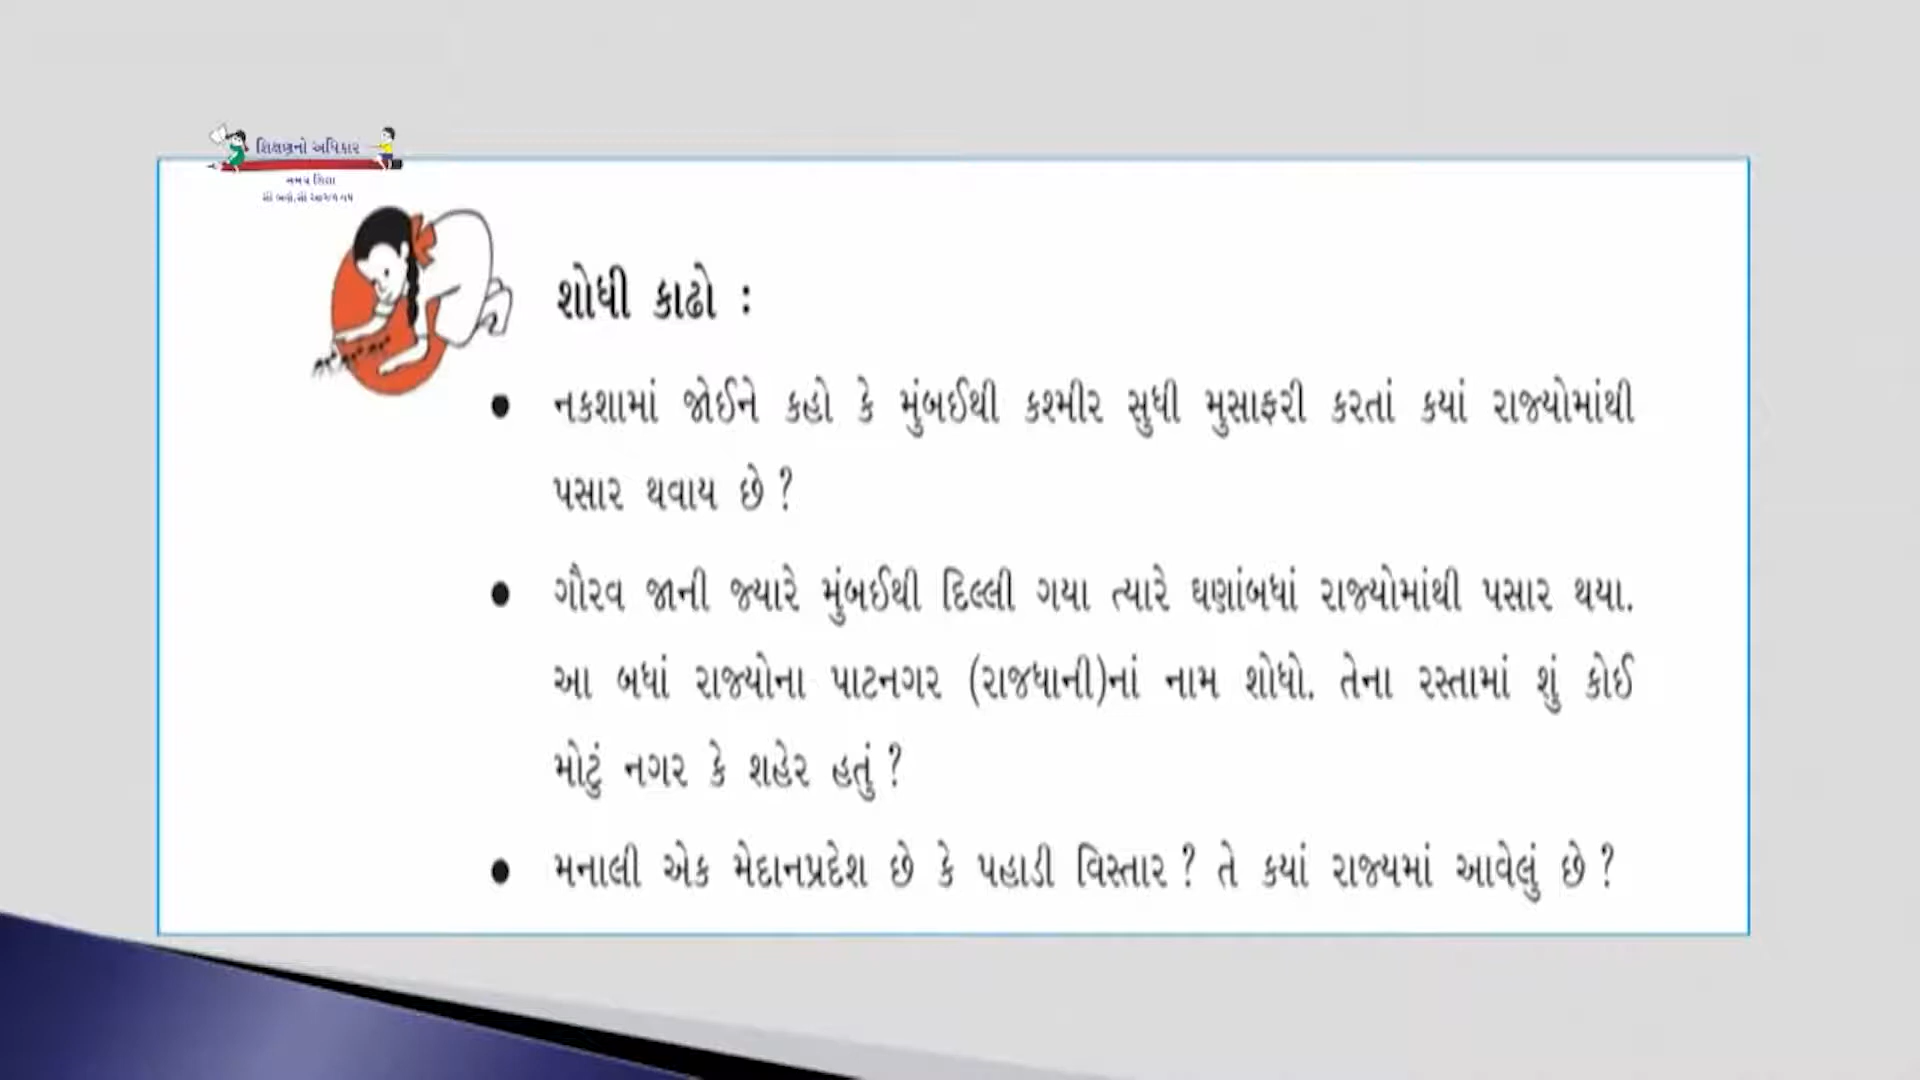 શિક્ષણનો અધિકાર
સમગ્ર શિક્ષા
શોધી કાઢો :
● નકશામાં જોઈને કહો કે મુંબઈથી કશ્મીર સુધી મુસાફરી કરતાં કયાં રાજ્યોમાંથી
પસાર થવાય છે ?
● ગૌરવ જાની જ્યારે મુંબઈથી દિલ્લી ગયા ત્યારે ઘણાંબધાં રાજ્યોમાંથી પસાર થયા.
આ બધાં રાજ્યોના પાટનગર (રાજધાની)નાં નામ શોધો. તેના રસ્તામાં શું કોઈ
મોટું નગર કે શહેર હતું ?
● મનાલી એક મેદાનપ્રદેશ છે કે પહાડી વિસ્તાર ? તે કયાં રાજ્યમાં આવેલું છે ?